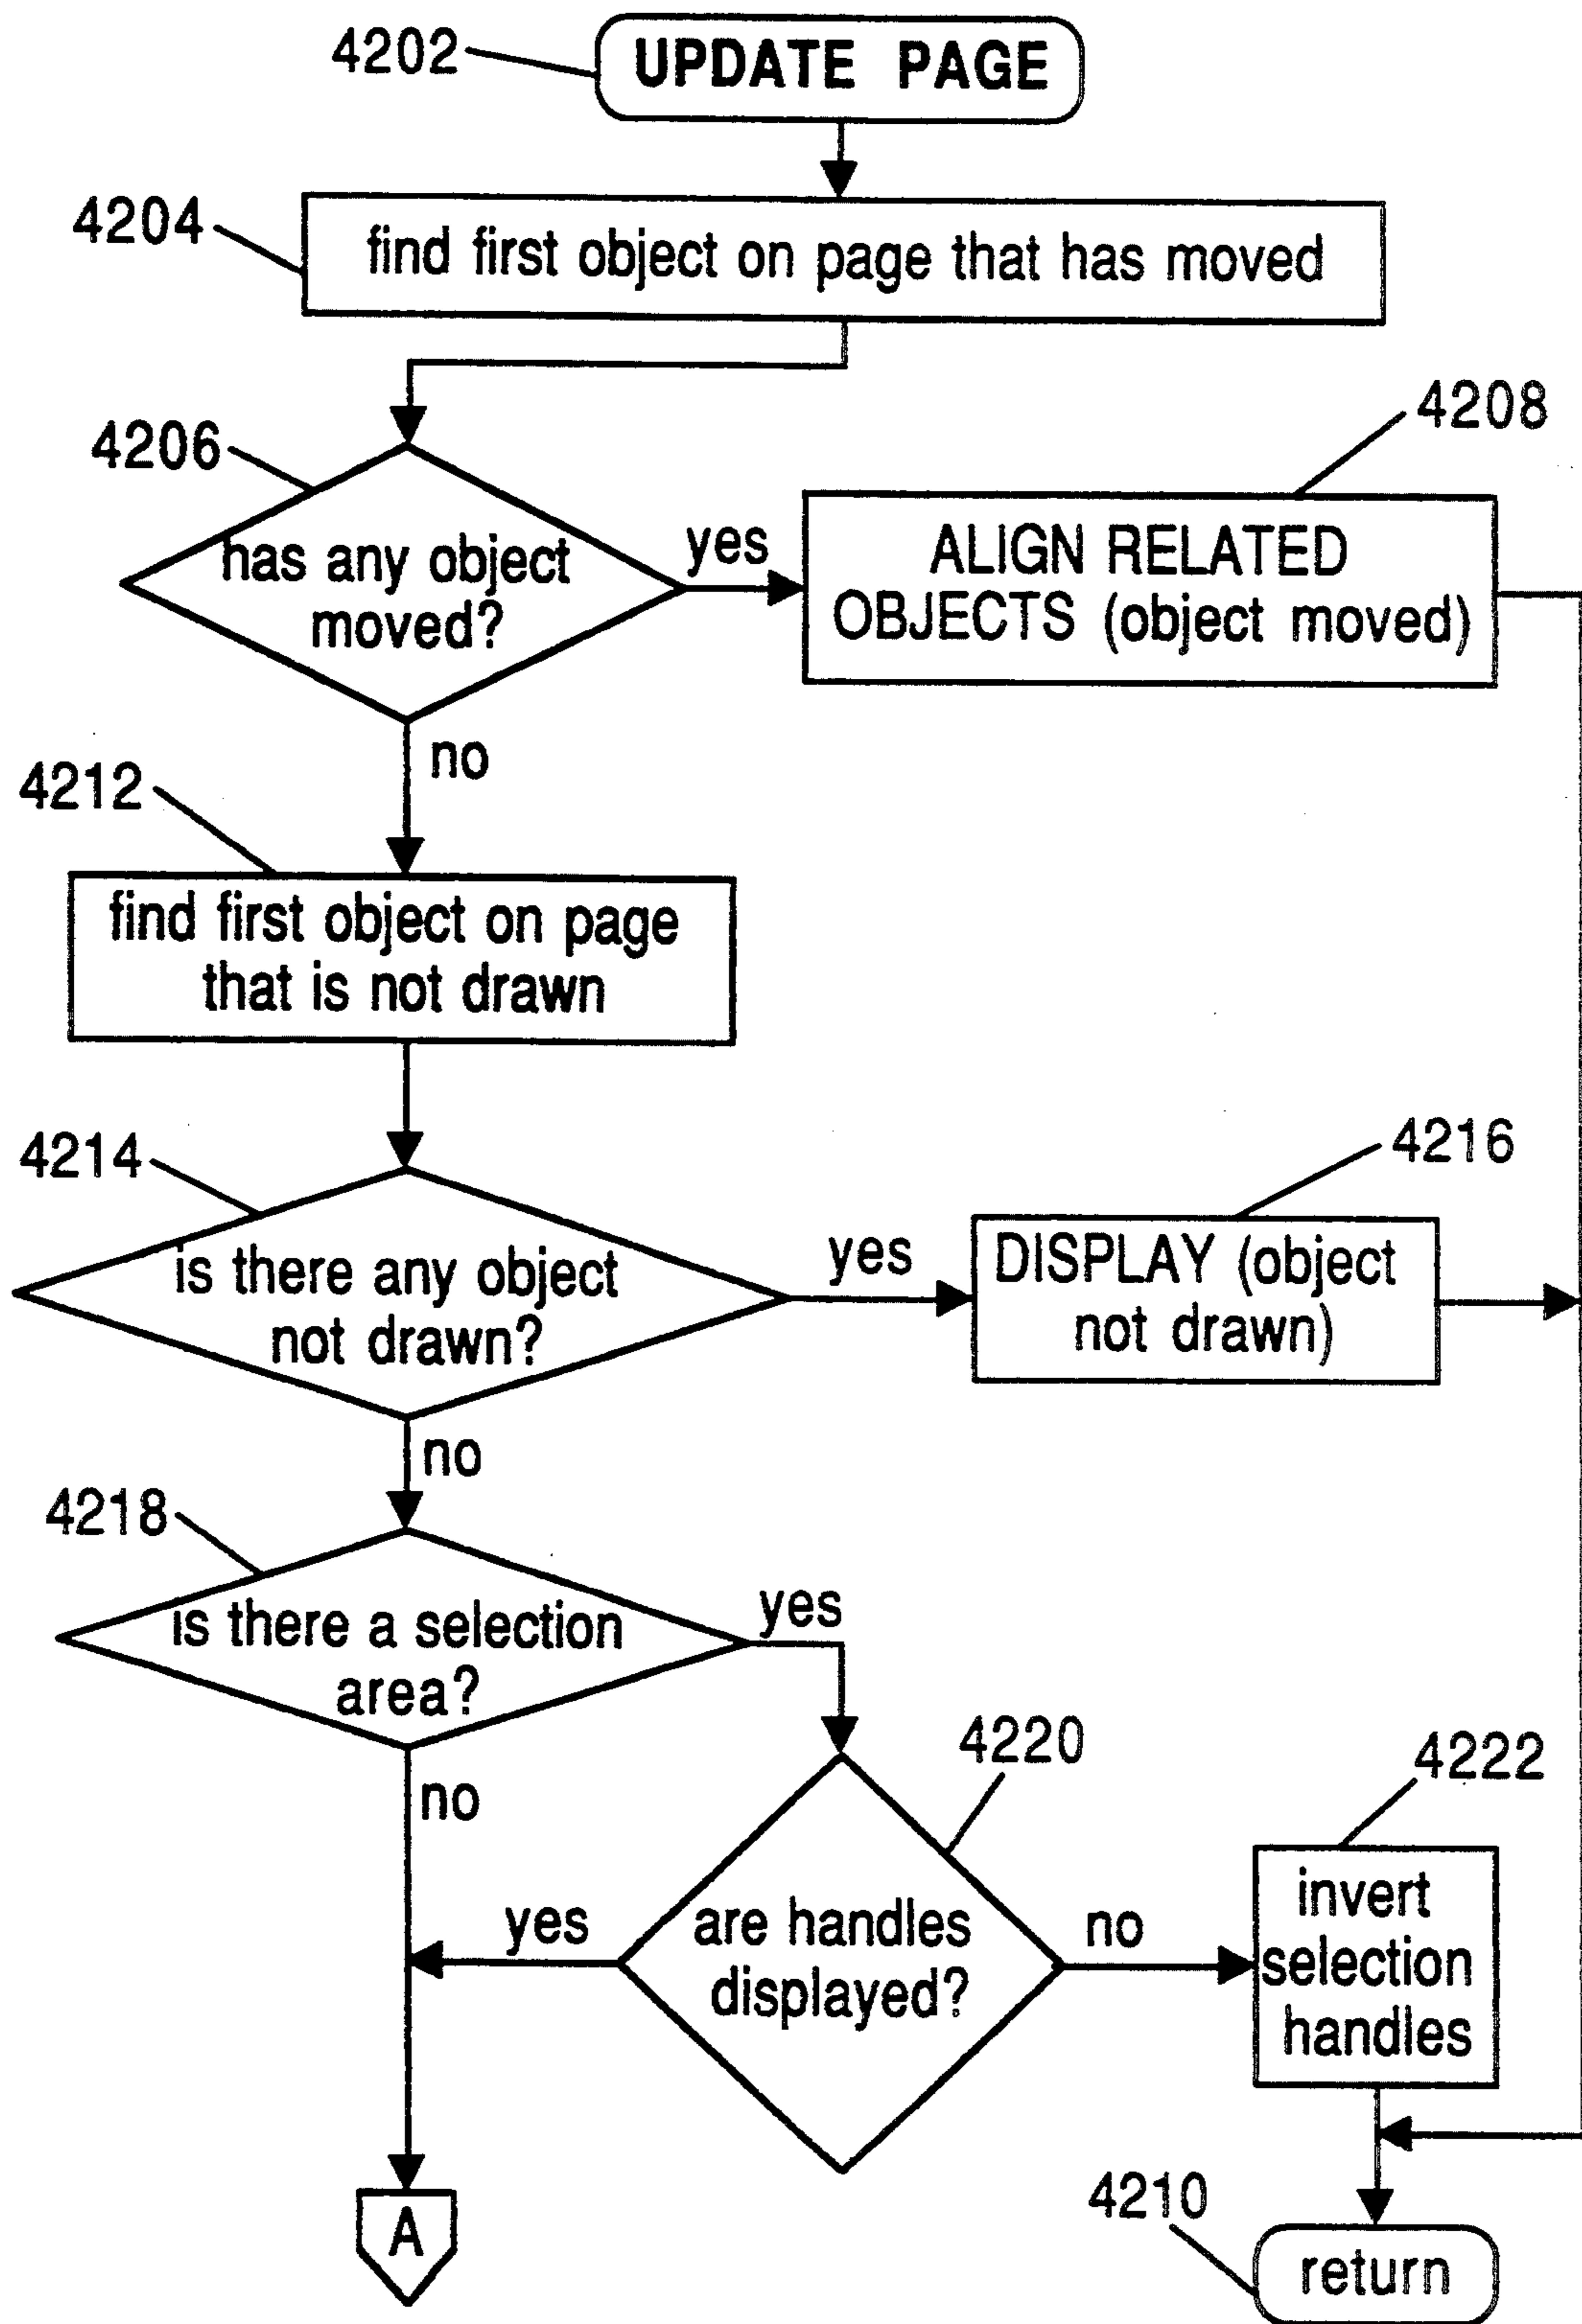 4202
UPDATE PAGE
4204
find first object on page that has moved
4206
has any object
moved?
yes
4208
ALIGN RELATED
OBJECTS (object moved)
no
4212
find first object on page
that is not drawn
4214
is there any object
not drawn?
yes
4216
DISPLAY (object
not drawn)
no
4218
is there a selection
area?
yes
no
4220
are handles
displayed?
yes
no
4222
invert
selection
handles
A
4210
return